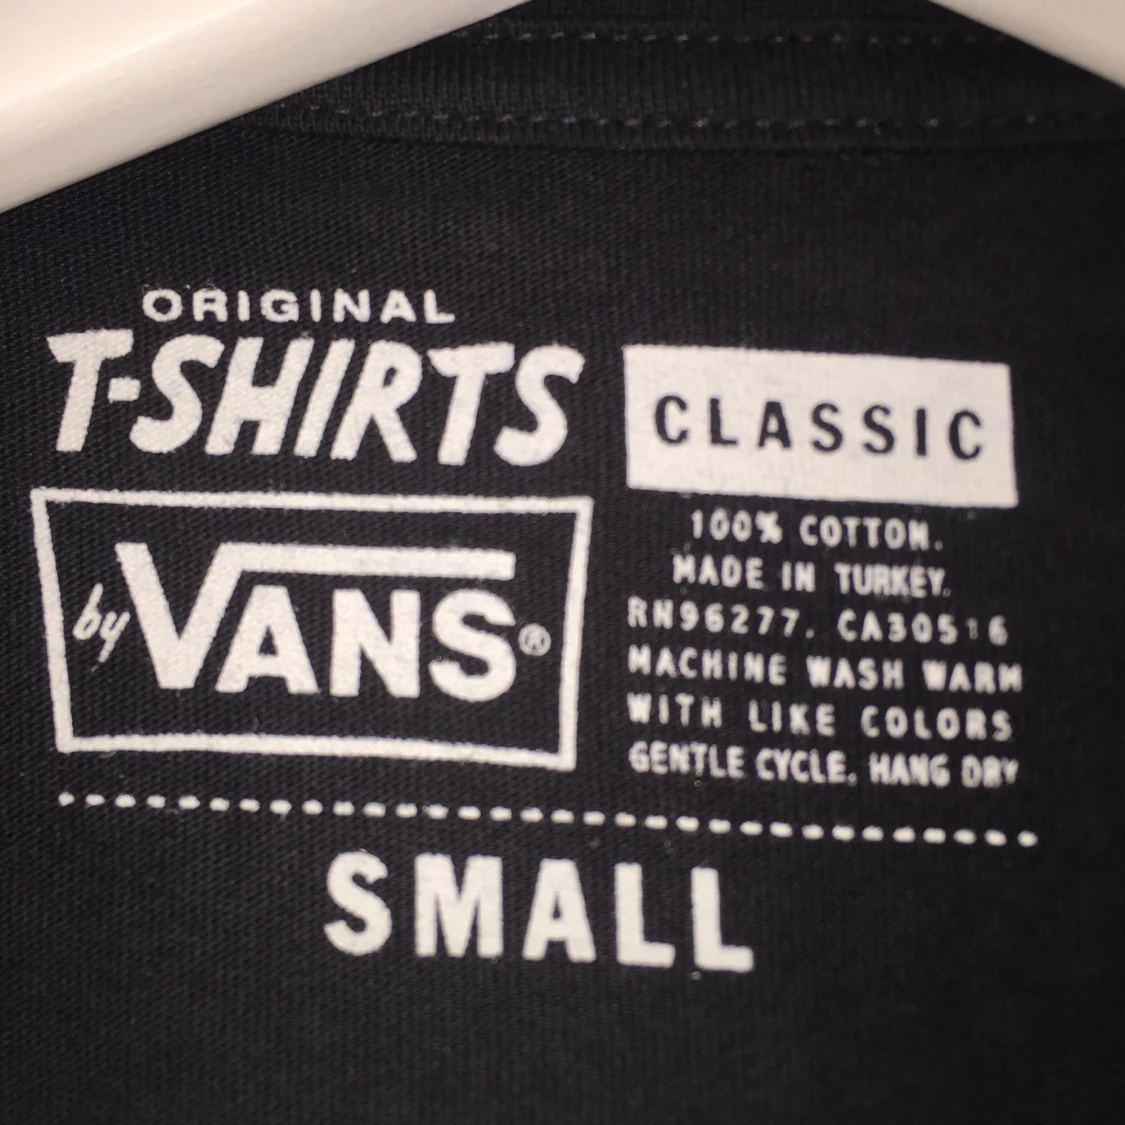 ORIGINAL
T-SHIRTS
by VANS®
CLASSIC
100% COTTON.
MADE IN TURKEY.
RN96277. CA30516
MACHINE WASH WARM
WITH LIKE COLORS
GENTLE CYCLE. HANG DRY
SMALL